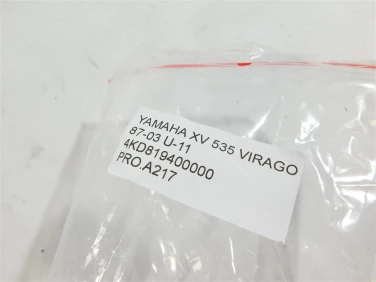 YAMAHA XV 535 VIRAGO
87-03 U-11
4KD819400000
PRO.A217